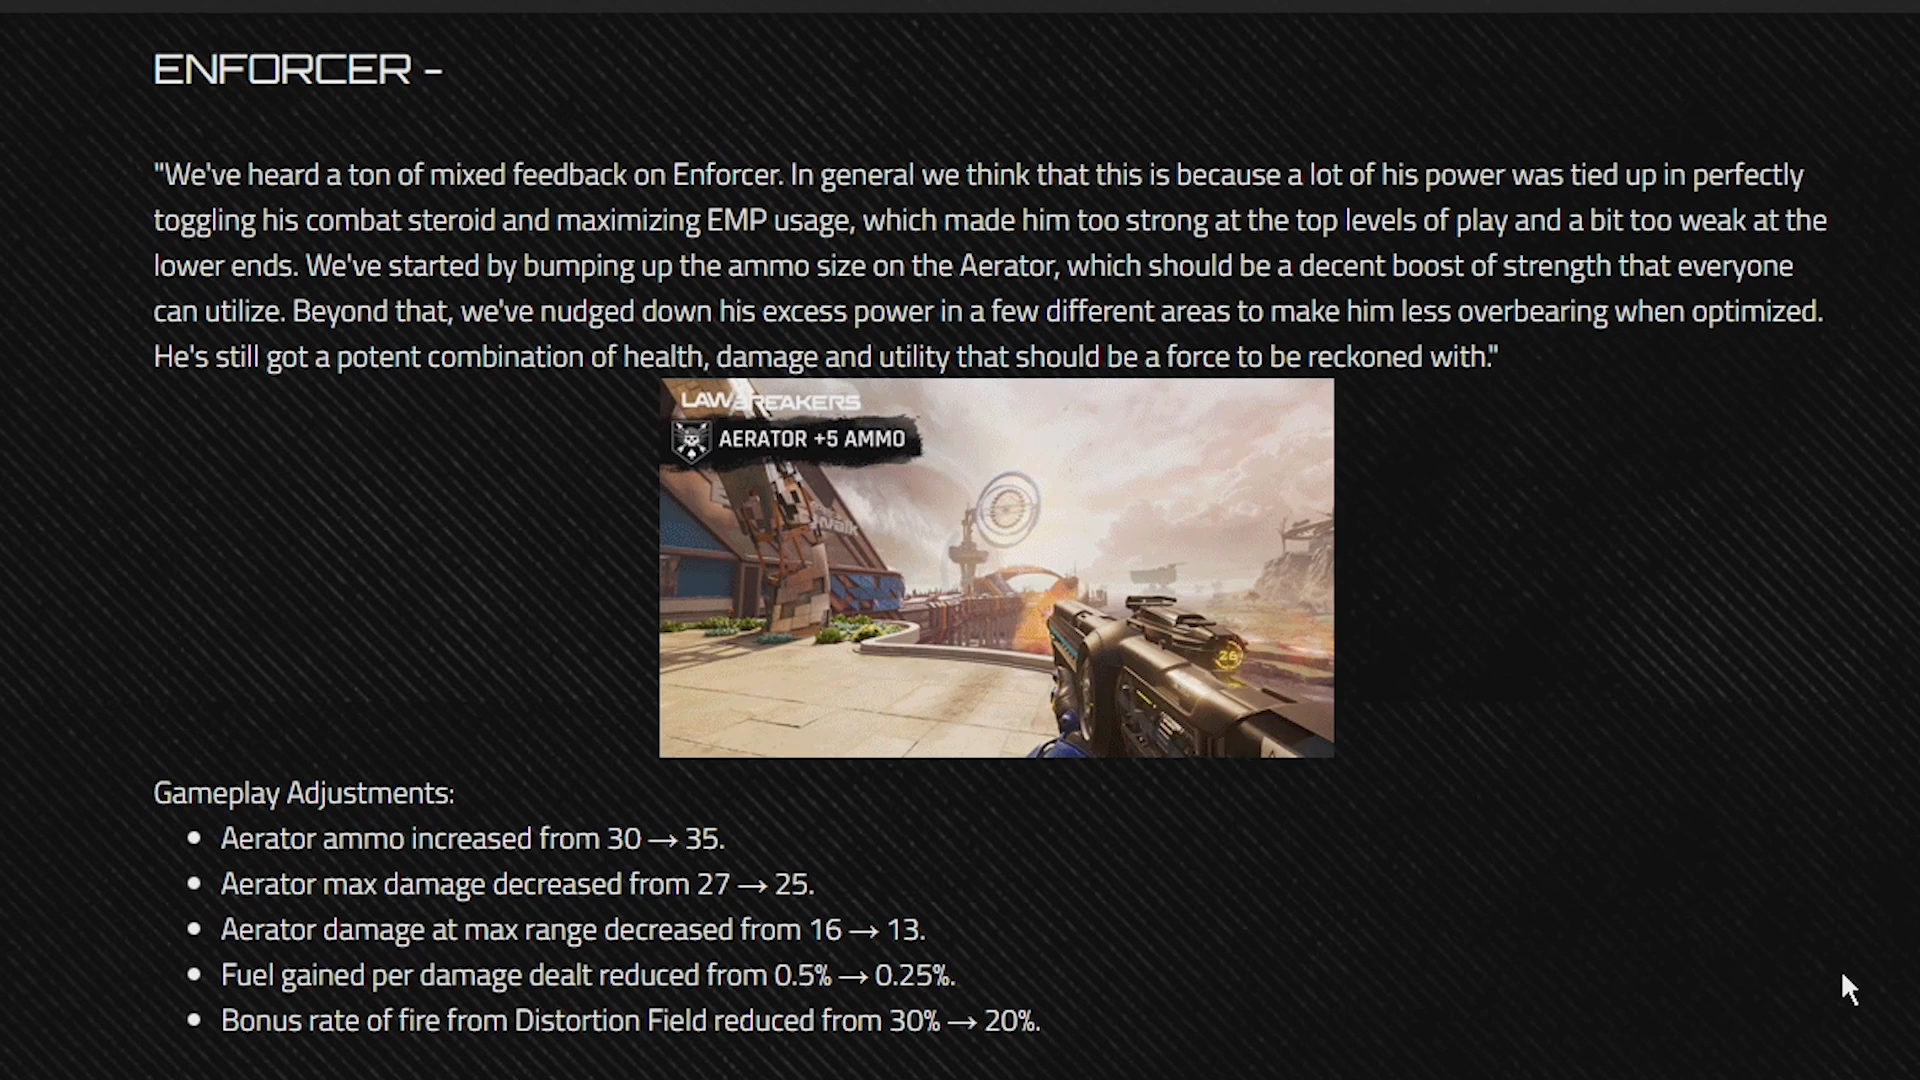 ENFORCER -
"We've heard a ton of mixed feedback on Enforcer. In general we think that this is because a lot of his power was tied up in perfectly
toggling his combat steroid and maximizing EMP usage, which made him too strong at the top levels of play and a bit too weak at the
lower ends. We've started by bumping up the ammo size on the Aerator, which should be a decent boost of strength that everyone
can utilize. Beyond that, we've nudged down his excess power in a few different areas to make him less overbearing when optimized.
He's still got a potent combination of health, damage and utility that should be a force to be reckoned with."
LAWBREAKERS
AERATOR +5 AMMO
walk
26
Gameplay Adjustments:
• Aerator ammo increased from 30 → 35.
• Aerator max damage decreased from 27 → 25.
• Aerator damage at max range decreased from 16 → 13.
• Fuel gained per damage dealt reduced from 0.5% → 0.25%.
• Bonus rate of fire from Distortion Field reduced from 30% → 20%.